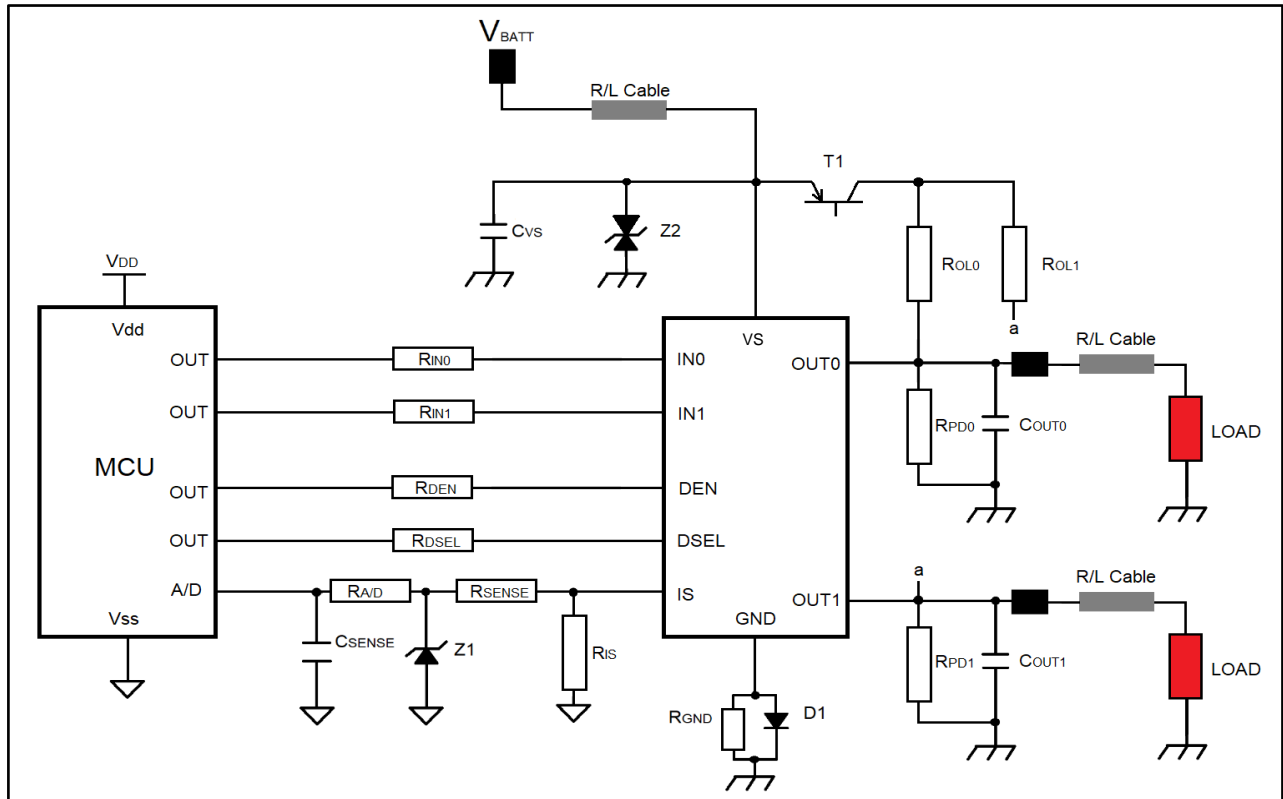 VBATT
R/L Cable
T1
CVS
Z2
ROL0
ROL1
a
VDD
Vdd
VS
R/L Cable
OUT
RIN0
IN0
OUT0
OUT
RIN1
IN1
RPD0
COUT0
LOAD
MCU
OUT
RDEN
DEN
OUT
RDSEL
DSEL
A/D
RA/D
RSENSE
IS
a
R/L Cable
OUT1
Vss
GND
CSENSE
Z1
RIS
RPD1
COUT1
LOAD
RGND
D1